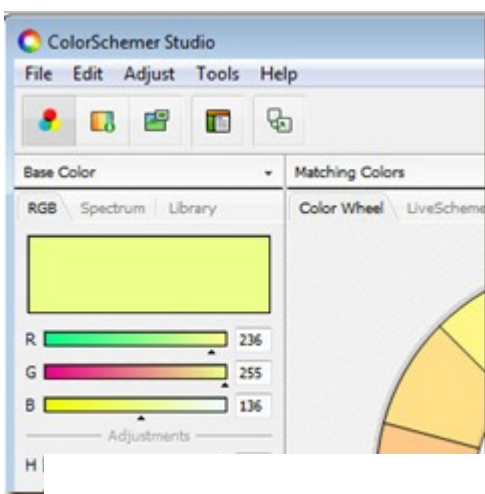 ColorSchemer Studio
File Edit Adjust Tools Help
Base Color
Matching Colors
RGB Spectrum Library
Color Wheel LiveScheme
R 236
G 255
B 136
Adjustments
H